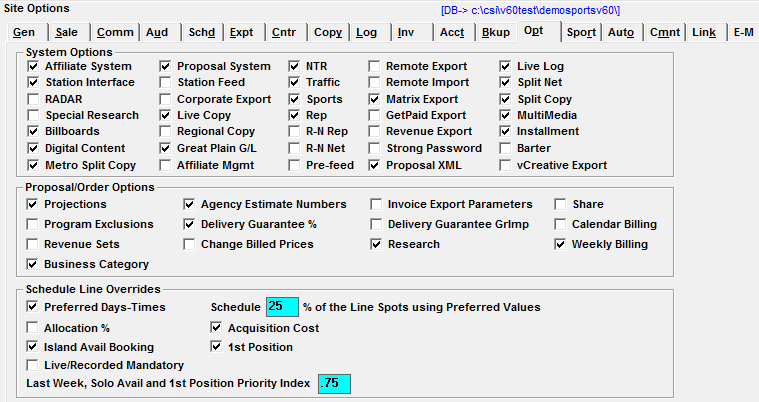 Site Options
[DB-> c:\csi\v60test\demosportsv60\]
Gen Sale Comm Aud Schd Expt Cntr Copy Log Inv Acct Bkup Opt Sport Auto Cmnt Link E-M
System Options
Affiliate System Proposal System NTR Remote Export Live Log
Station Interface Station Feed Traffic Remote Import Split Net
RADAR Corporate Export Sports Matrix Export Split Copy
Special Research Live Copy Rep GetPaid Export MultiMedia
Billboards Regional Copy R-N Rep Revenue Export Installment
Digital Content Great Plain G/L R-N Net Strong Password Barter
Metro Split Copy Affiliate Mgmt Pre-feed Proposal XML vCreative Export
Proposal/Order Options
Projections Agency Estimate Numbers Invoice Export Parameters Share
Program Exclusions Delivery Guarantee % Delivery Guarantee GrImp Calendar Billing
Revenue Sets Change Billed Prices Research Weekly Billing
Business Category
Schedule Line Overrides
Preferred Days-Times Schedule 25 % of the Line Spots using Preferred Values
Allocation % Acquisition Cost
Island Avail Booking 1st Position
Live/Recorded Mandatory
Last Week, Solo Avail and 1st Position Priority Index .75